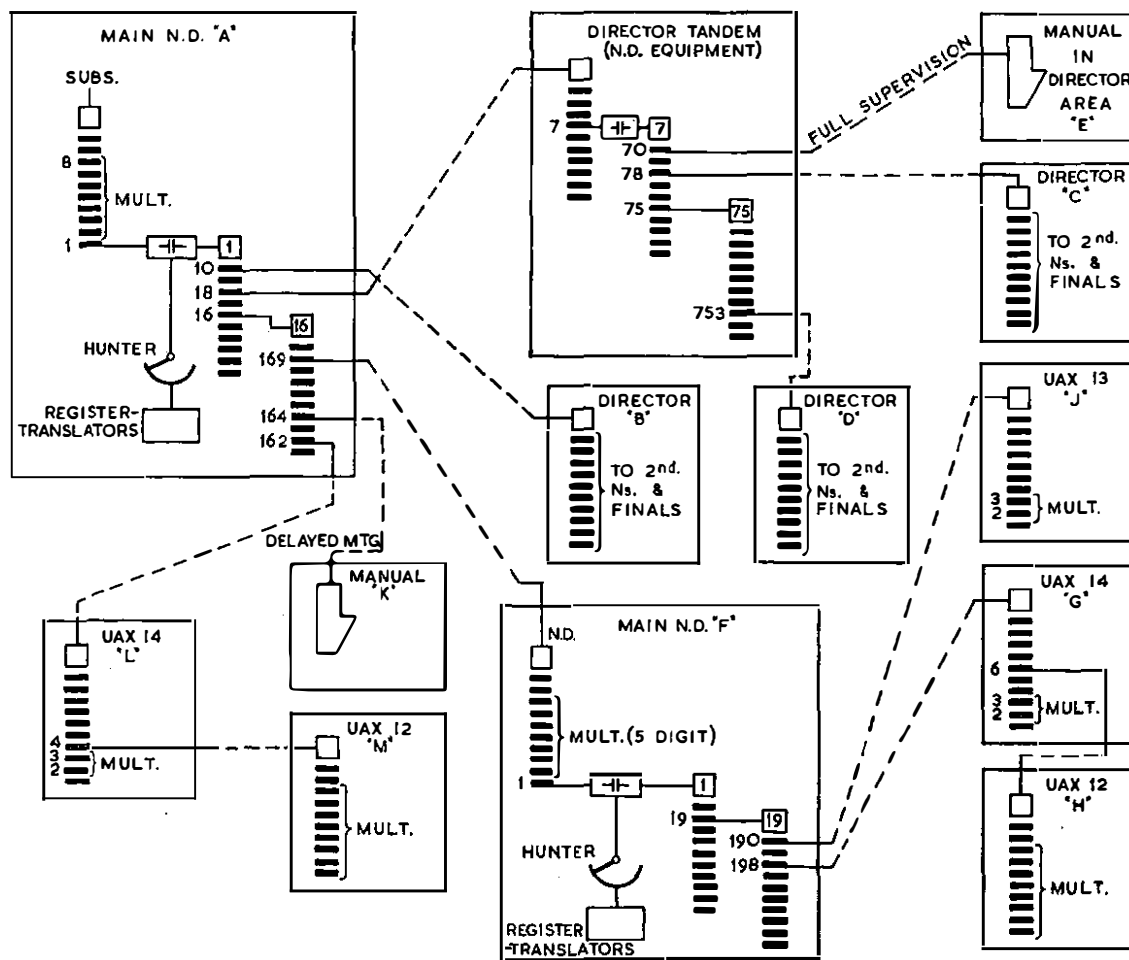 MAIN N.D. "A"
SUBS.
8
MULT.
1
1
10
18
16
16
HUNTER
169
REGISTER-
TRANSLATORS
164
162
DIRECTOR TANDEM
(N.D. EQUIPMENT)
7
7
70
78
75
75
753
FULL SUPERVISION
MANUAL
IN
DIRECTOR
AREA
"E"
DIRECTOR
"C"
TO 2nd.
Ns. &
FINALS
DIRECTOR
"B"
TO 2nd.
Ns. &
FINALS
DIRECTOR
"D"
TO 2nd.
Ns. &
FINALS
UAX 13
"J"
3
2
MULT.
DELAYED MTG
MANUAL
"K"
UAX 14
"L"
4
3
2
MULT.
UAX 12
"M"
MULT.
MAIN N.D. "F"
N.D.
MULT. (5 DIGIT)
1
1
19
19
190
198
HUNTER
REGISTER
-TRANSLATORS
UAX 14
"G"
6
3
2
MULT.
UAX 12
"H"
MULT.